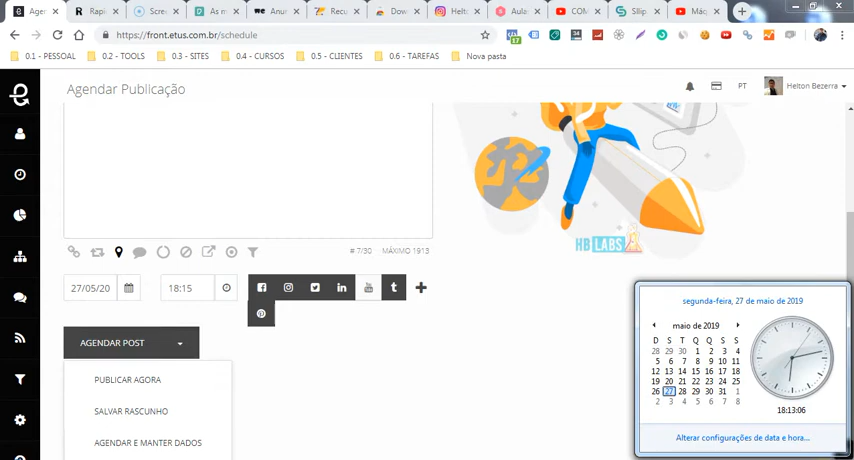 Agen
Rapi
Scree
As m
Anun
Recu
Dow
Helto
Aula
COM
Sllip
Máq
https://front.etus.com.br/schedule
17
0.1 - PESSOAL
0.2 - TOOLS
0.3 - SITES
0.4 - CURSOS
0.5 - CLIENTES
0.6 - TAREFAS
Nova pasta
Agendar Publicação
PT
Helton Bezerra
HB LABS
# 7/30
MÁXIMO 1913
27/05/20
18:15
AGENDAR POST
PUBLICAR AGORA
SALVAR RASCUNHO
AGENDAR E MANTER DADOS
segunda-feira, 27 de maio de 2019
maio de 2019
D S T Q Q S S
28 29 30 1 2 3 4
5 6 7 8 9 10 11
12 13 14 15 16 17 18
19 20 21 22 23 24 25
26 27 28 29 30 31 1
2 3 4 5 6 7 8
18:13:06
Alterar configurações de data e hora...